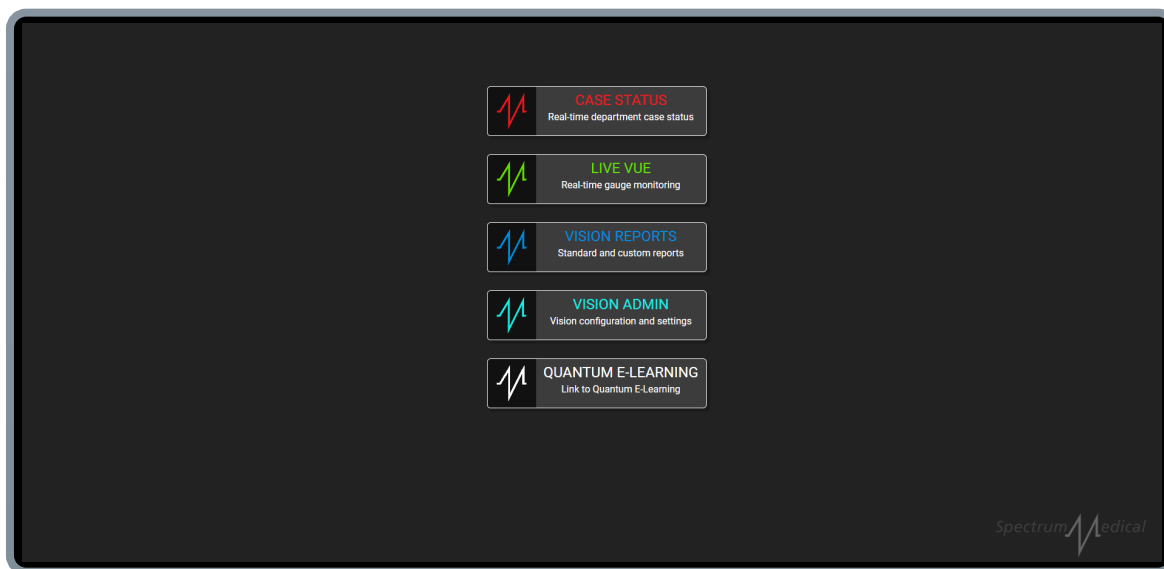 CASE STATUS
Real-time department case status
LIVE VUE
Real-time gauge monitoring
VISION REPORTS
Standard and custom reports
VISION ADMIN
Vision configuration and settings
QUANTUM E-LEARNING
Link to Quantum E-Learning
Spectrum Medical